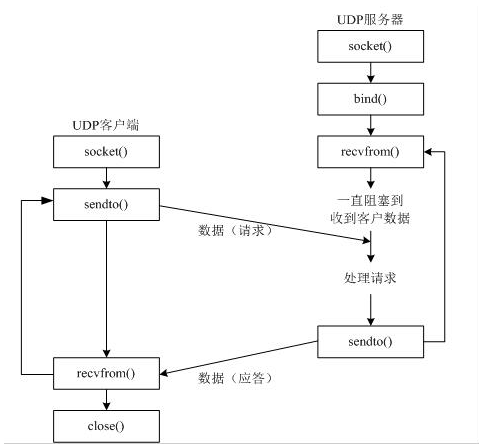 UDP服务器
socket()
bind()
UDP客户端
socket()
recvfrom()
sendto()
一直阻塞到
收到客户数据
数据（请求）
处理请求
sendto()
recvfrom()
数据（应答）
close()